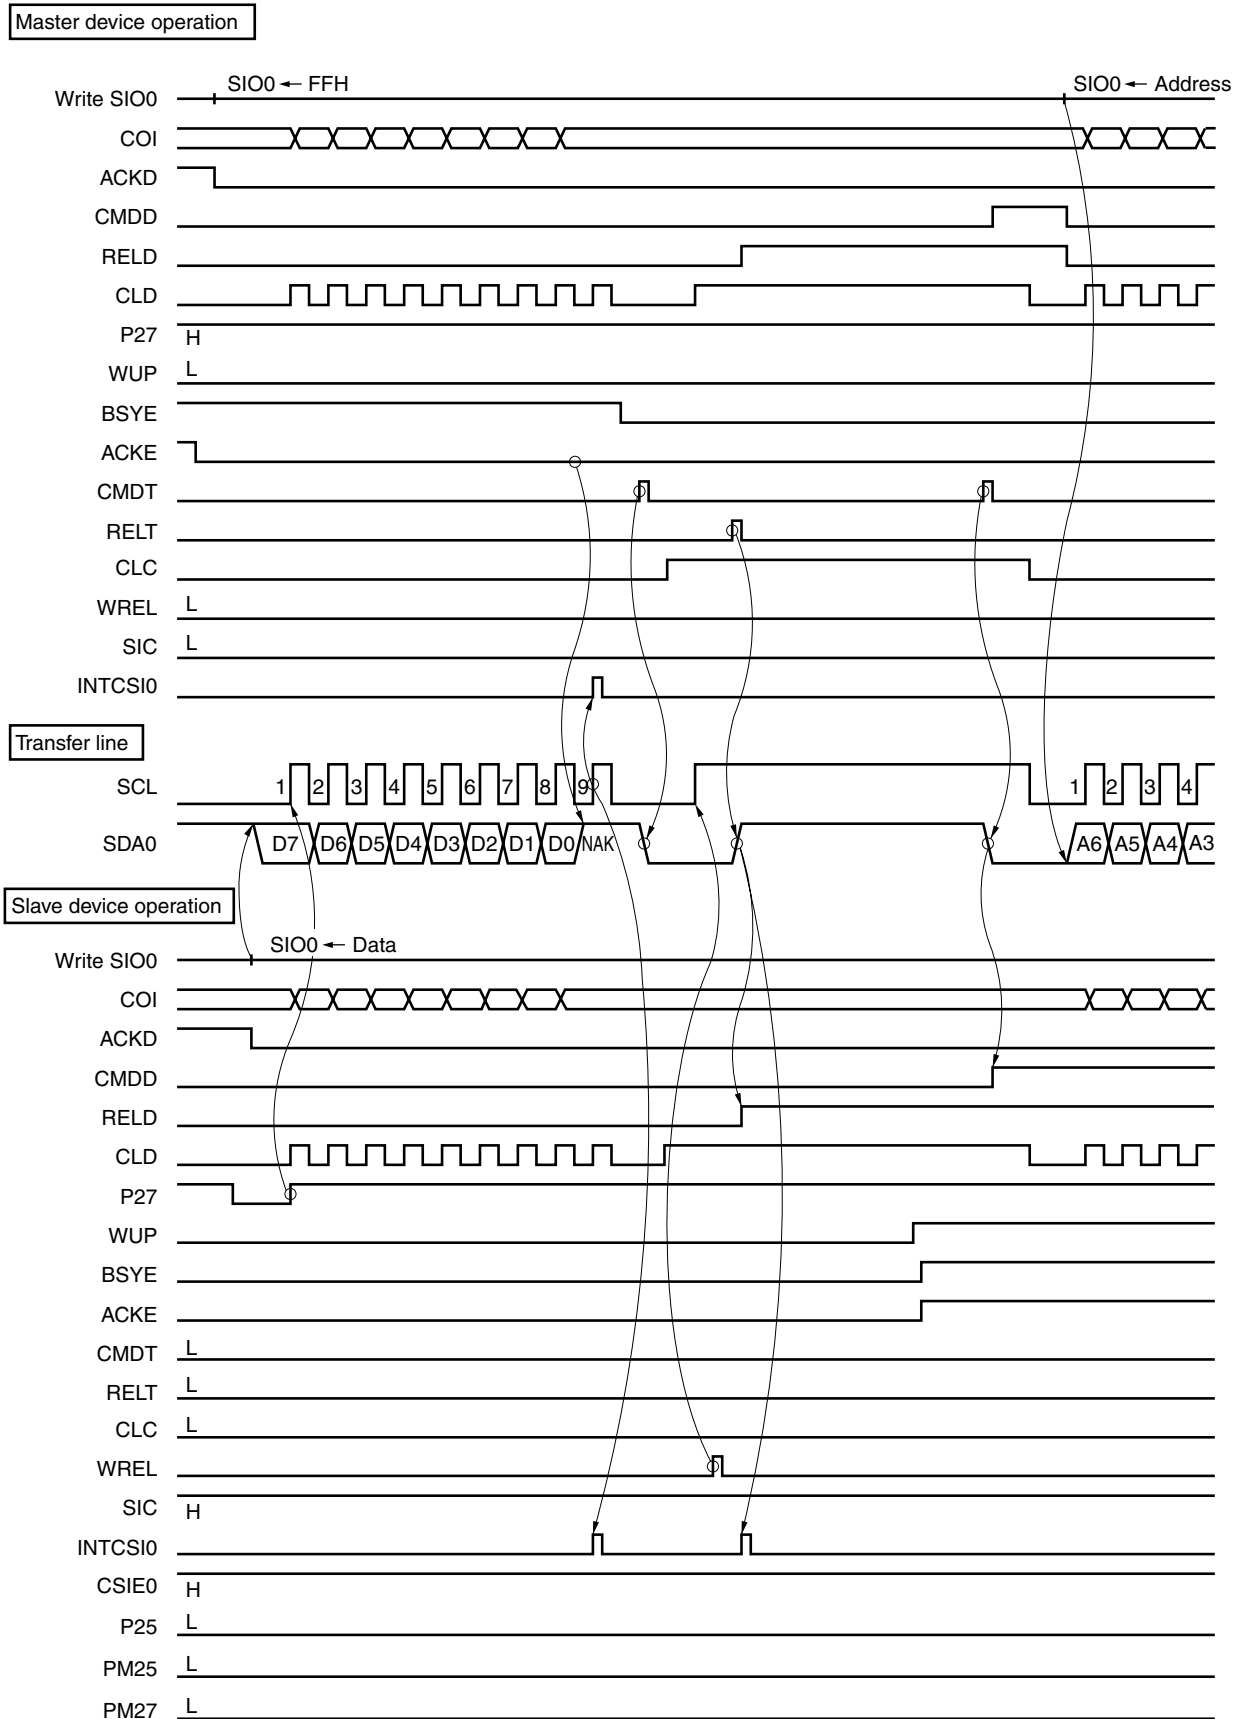 Master device operation
SIO0 ← FFH SIO0 ← Address
Write SIO0
COI
ACKD
CMDD
RELD
CLD
P27 H
WUP L
BSYE
ACKE
CMDT
RELT
CLC
WREL L
SIC L
INTCSI0
Transfer line
SCL 1 2 3 4 5 6 7 8 9 1 2 3 4
SDA0 D7 D6 D5 D4 D3 D2 D1 D0 NAK A6 A5 A4 A3
Slave device operation
SIO0 ← Data
Write SIO0
COI
ACKD
CMDD
RELD
CLD
P27
WUP
BSYE
ACKE
CMDT L
RELT L
CLC L
WREL
SIC H
INTCSI0
CSIE0 H
P25 L
PM25 L
PM27 L